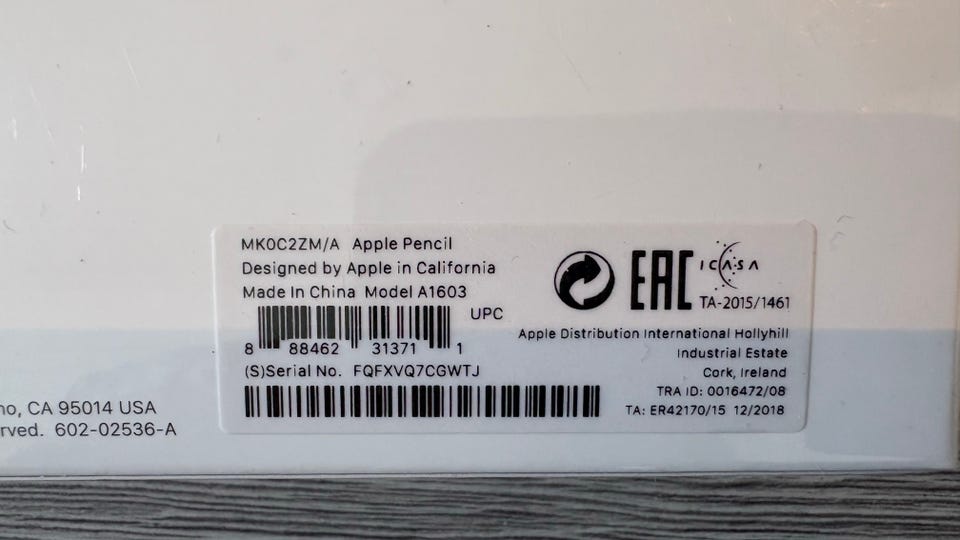 MK0C2ZM/A Apple Pencil
Designed by Apple in California
Made In China Model A1603
UPC
8 88462 31371 1
(S)Serial No. FQFXVQ7CGWTJ
EAC
ICASA
TA-2015/1461
Apple Distribution International Hollyhill
Industrial Estate
Cork, Ireland
TRA ID: 0016472/08
TA: ER42170/15 12/2018
no, CA 95014 USA
rved. 602-02536-A